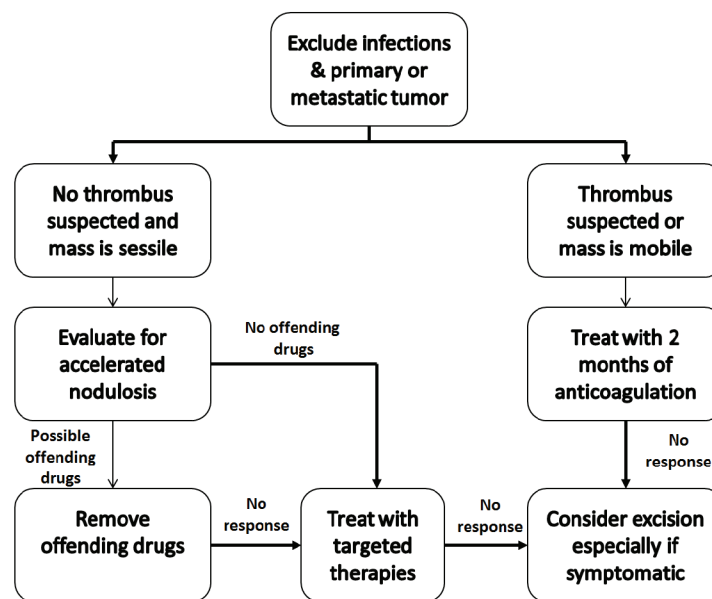 Exclude infections
& primary or
metastatic tumor
No thrombus
suspected and
mass is sessile
Thrombus
suspected or
mass is mobile
Evaluate for
accelerated
nodulosis
No offending
drugs
Treat with 2
months of
anticoagulation
Possible
offending
drugs
No
response
Remove
offending drugs
No
response
Treat with
targeted
therapies
No
response
Consider excision
especially if
symptomatic